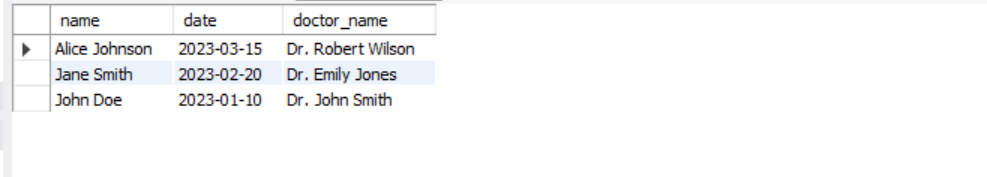 name date doctor_name
Alice Johnson 2023-03-15 Dr. Robert Wilson
Jane Smith 2023-02-20 Dr. Emily Jones
John Doe 2023-01-10 Dr. John Smith